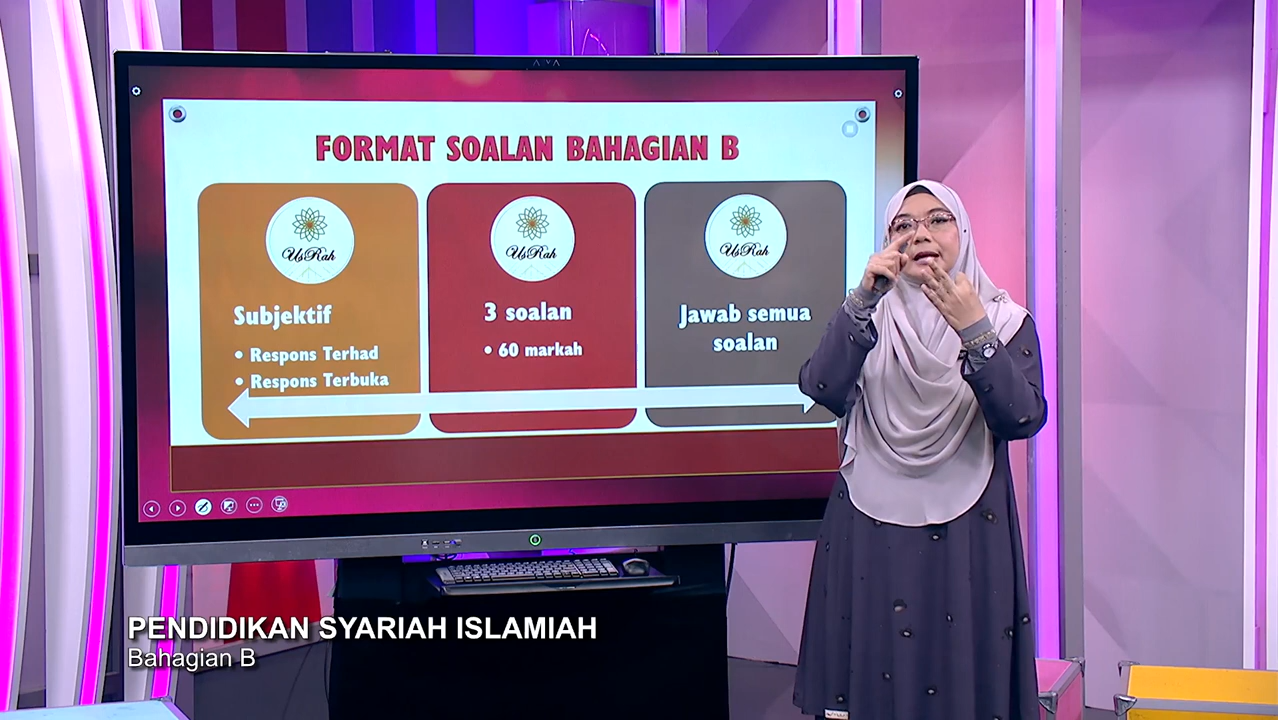 AVA
FORMAT SOALAN BAHAGIAN B
UsRah
UsRah
UsRah
Subjektif
• Respons Terhad
• Respons Terbuka
3 soalan
• 60 markah
Jawab semua
soalan
PENDIDIKAN SYARIAH ISLAMIAH
Bahagian B